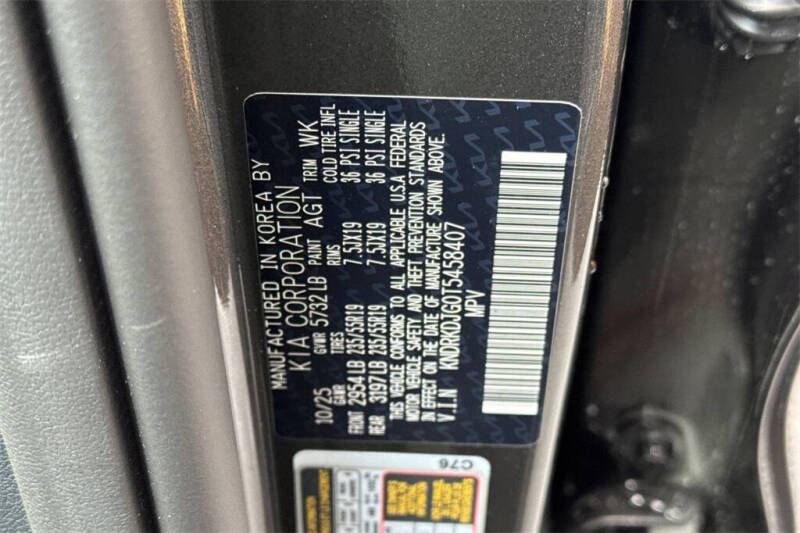 MANUFACTURED IN KOREA BY
KIA CORPORATION
10/25 GVWR 5732 LB PAINT AGT TRIM WK
GAWR TIRES RIMS COLD TIRE INFL
FRONT 2954 LB 235/55R19 7.5JX19 36 PSI SINGLE
REAR 3197 LB 235/55R19 7.5JX19 36 PSI SINGLE
THIS VEHICLE CONFORMS TO ALL APPLICABLE U.S.A FEDERAL
MOTOR VEHICLE SAFETY AND THEFT PREVENTION STANDARDS
IN EFFECT ON THE DATE OF MANUFACTURE SHOWN ABOVE.
V.I.N KNDRKDJG0T5458407
MPV
C76